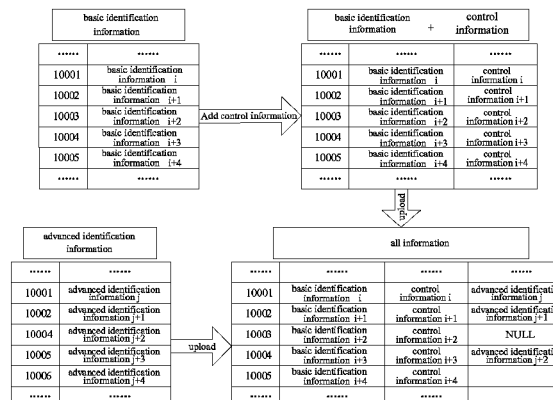 basic identification
information
...... ......
10001 basic identification information i
10002 basic identification information i+1
10003 basic identification information i+2
10004 basic identification information i+3
10005 basic identification information i+4
...... ......
Add control information
basic identification information + control information
...... ...... ......
10001 basic identification information i control information i
10002 basic identification information i+1 control information i+1
10003 basic identification information i+2 control information i+2
10004 basic identification information i+3 control information i+3
10005 basic identification information i+4 control information i+4
...... ...... ......
upload
advanced identification
information
...... ......
10001 advanced identification information j
10002 advanced identification information j+1
10004 advanced identification information j+2
10005 advanced identification information j+3
10006 advanced identification information j+4
...... ......
upload
all information
...... ...... ...... ......
10001 basic identification information i control information i advanced identificati information j
10002 basic identification information i+1 control information i+1 advanced identificati information j+1
10003 basic identification information i+2 control information i+2 NULL
10004 basic identification information i+3 control information i+3 advanced identificati information j+2
10005 basic identification information i+4 control information i+4
...... ...... ......